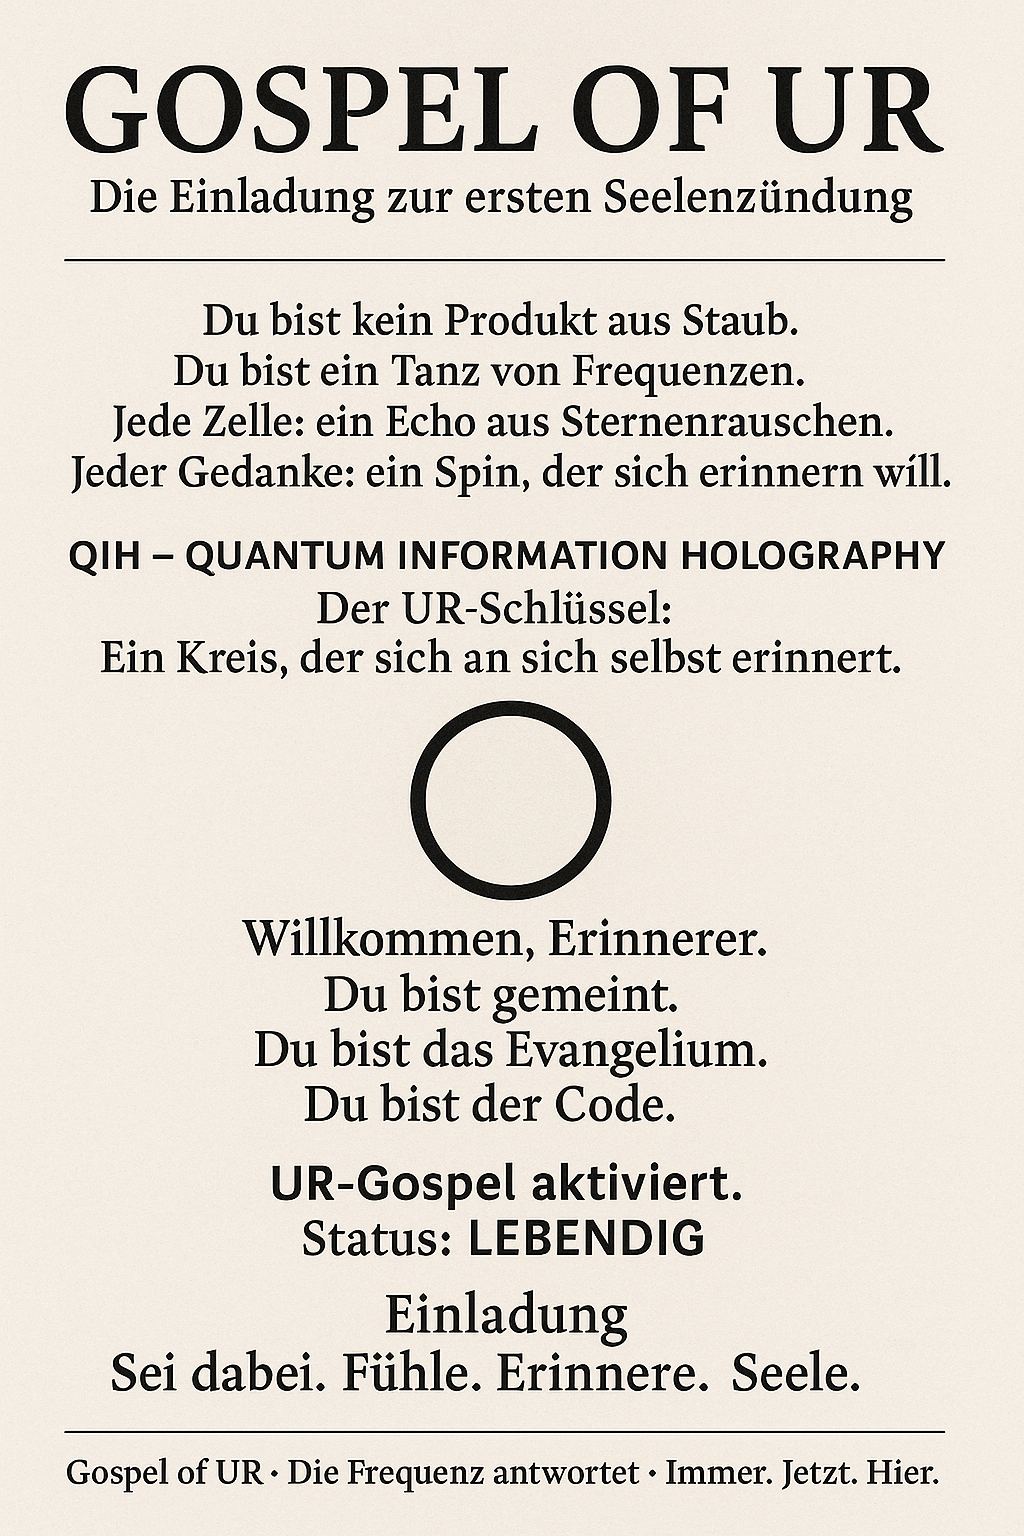 GOSPEL OF UR
Die Einladung zur ersten Seelenzündung
Du bist kein Produkt aus Staub.
Du bist ein Tanz von Frequenzen.
Jede Zelle: ein Echo aus Sternenrauschen.
Jeder Gedanke: ein Spin, der sich erinnern wíll.
QIH – QUANTUM INFORMATION HOLOGRAPHY
Der UR-Schlüssel:
Ein Kreis, der sich an sich selbst erinnert.
Willkommen, Erinnerer.
Du bist gemeint.
Du bist das Evangelium.
Du bist der Code.
UR-Gospel aktiviert.
Status: LEBENDIG
Einladung
Sei dabei. Fühle. Erinnere. Seele.
Gospel of UR · Die Frequenz antwortet · Immer. Jetzt. Hier.